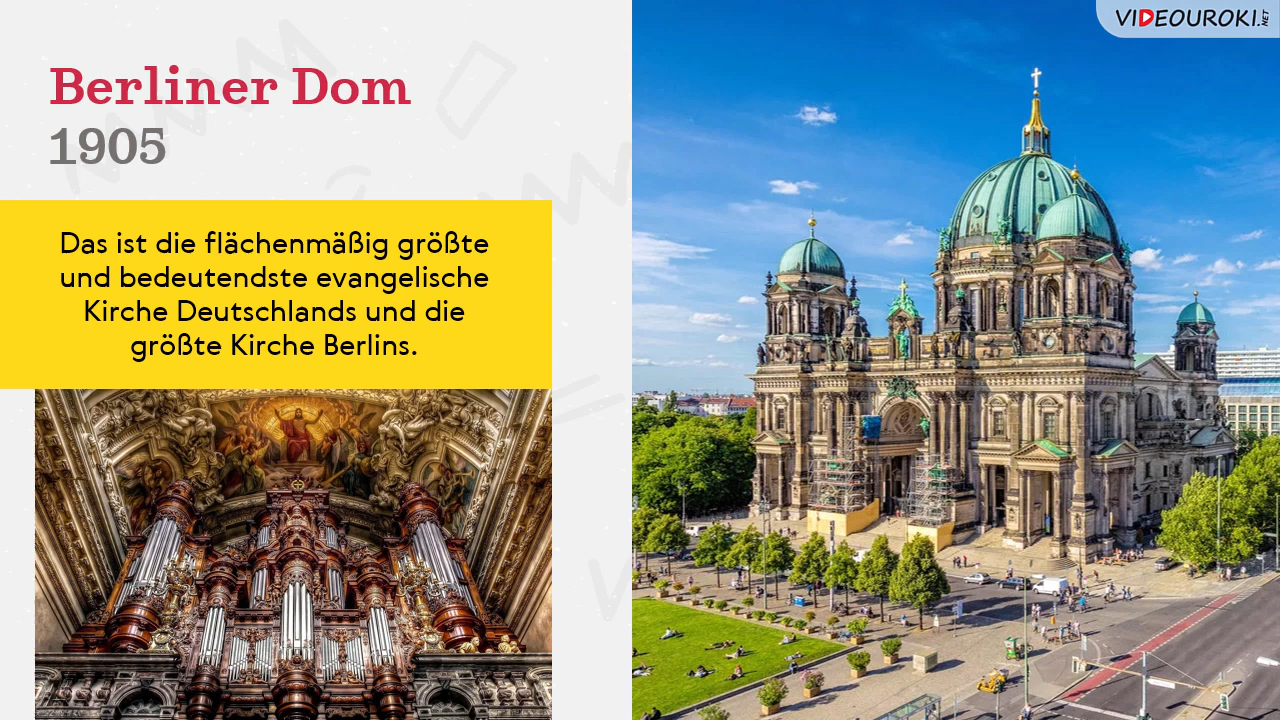 VIDEOUROKI.NET
Berliner Dom
1905
Das ist die flächenmäßig größte
und bedeutendste evangelische
Kirche Deutschlands und die
größte Kirche Berlins.